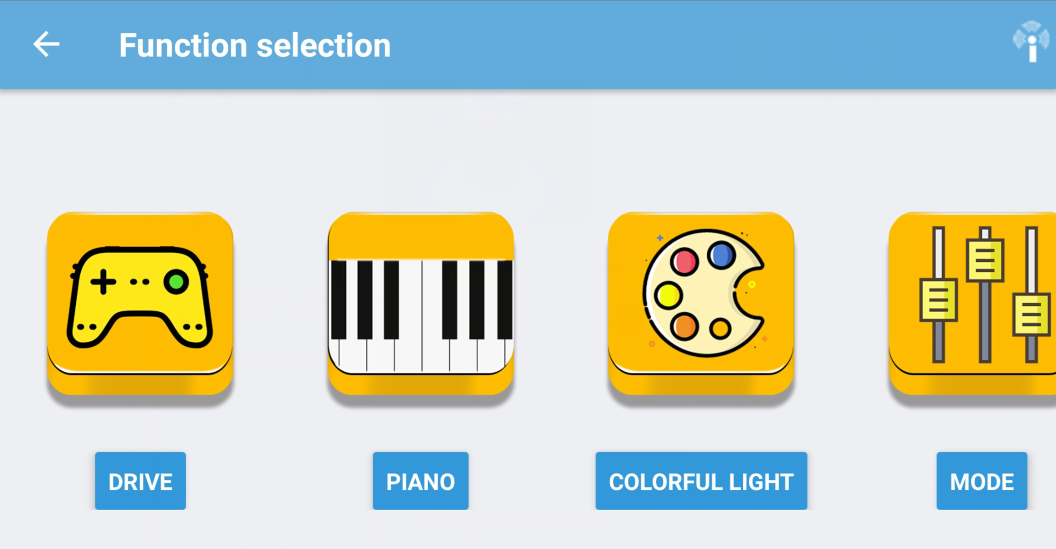 Function selection
DRIVE
PIANO
COLORFUL LIGHT
MODE